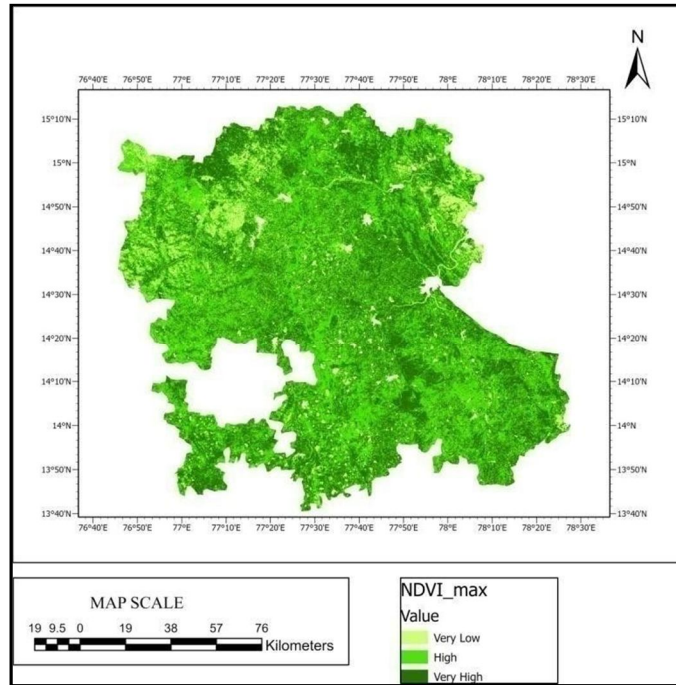 N
76°40'E 76°50'E 77°E 77°10'E 77°20'E 77°30'E 77°40'E 77°50'E 78°E 78°10'E 78°20'E 78°30'E
15°10'N 15°10'N
15°N 15°N
14°50'N 14°50'N
14°40'N 14°40'N
14°30'N 14°30'N
14°20'N 14°20'N
14°10'N 14°10'N
14°N 14°N
13°50'N 13°50'N
13°40'N 13°40'N
76°40'E 76°50'E 77°E 77°10'E 77°20'E 77°30'E 77°40'E 77°50'E 78°E 78°10'E 78°20'E 78°30'E
MAP SCALE
19 9.5 0 19 38 57 76
Kilometers
NDVI_max
Value
Very Low
High
Very High